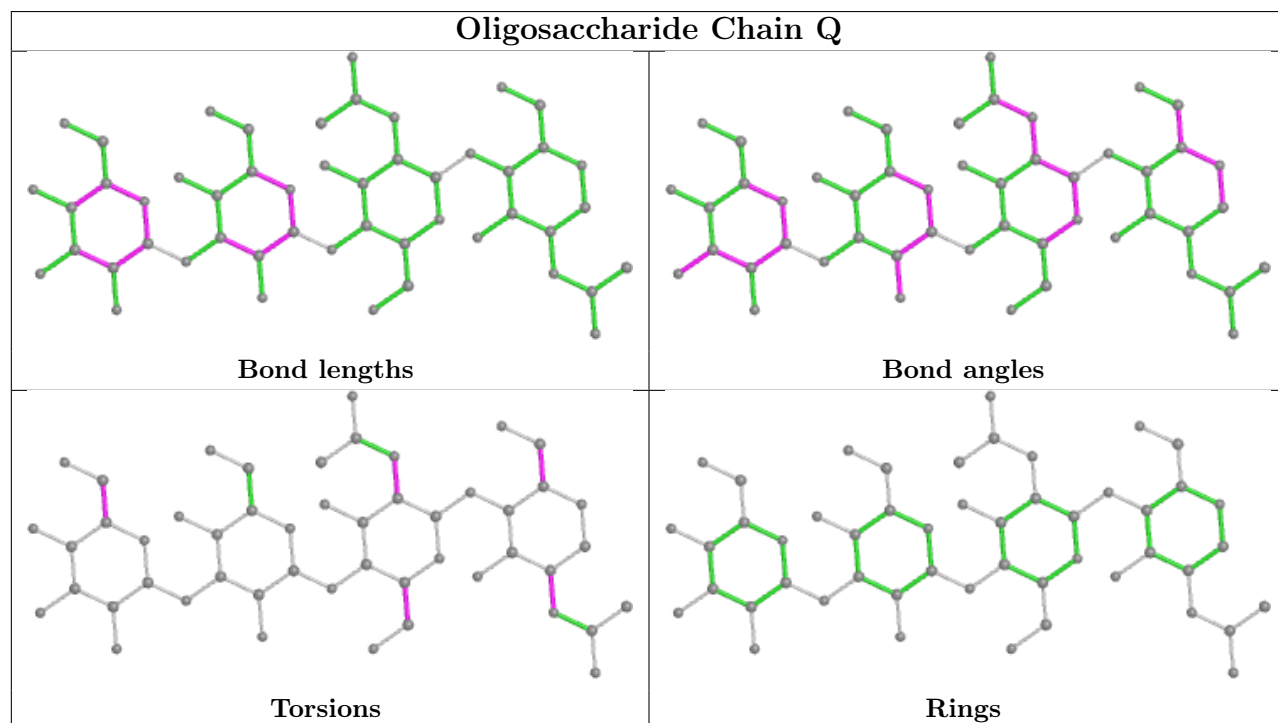 Oligosaccharide Chain Q
Bond lengths
Bond angles
Torsions
Rings